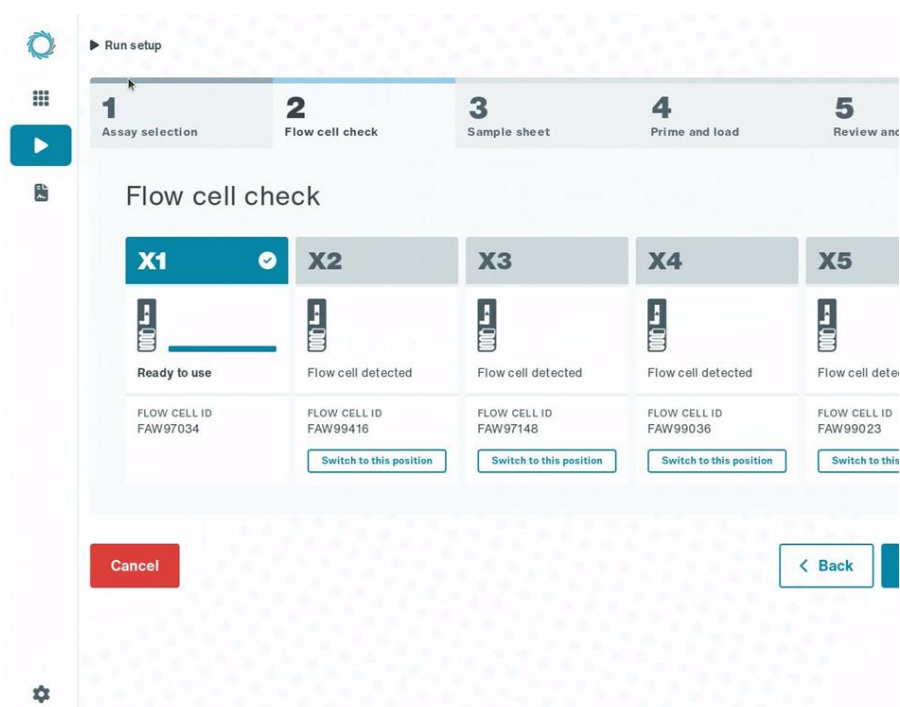 Run setup
1
Assay selection
2
Flow cell check
3
Sample sheet
4
Prime and load
5
Review and
Flow cell check
X1
X2
X3
X4
X5
Ready to use
Flow cell detected
Flow cell detected
Flow cell detected
Flow cell dete
FLOW CELL ID
FAW97034
FLOW CELL ID
FAW99416
FLOW CELL ID
FAW97148
FLOW CELL ID
FAW99036
FLOW CELL ID
FAW99023
Switch to this position
Switch to this position
Switch to this position
Switch to this
Cancel
Back